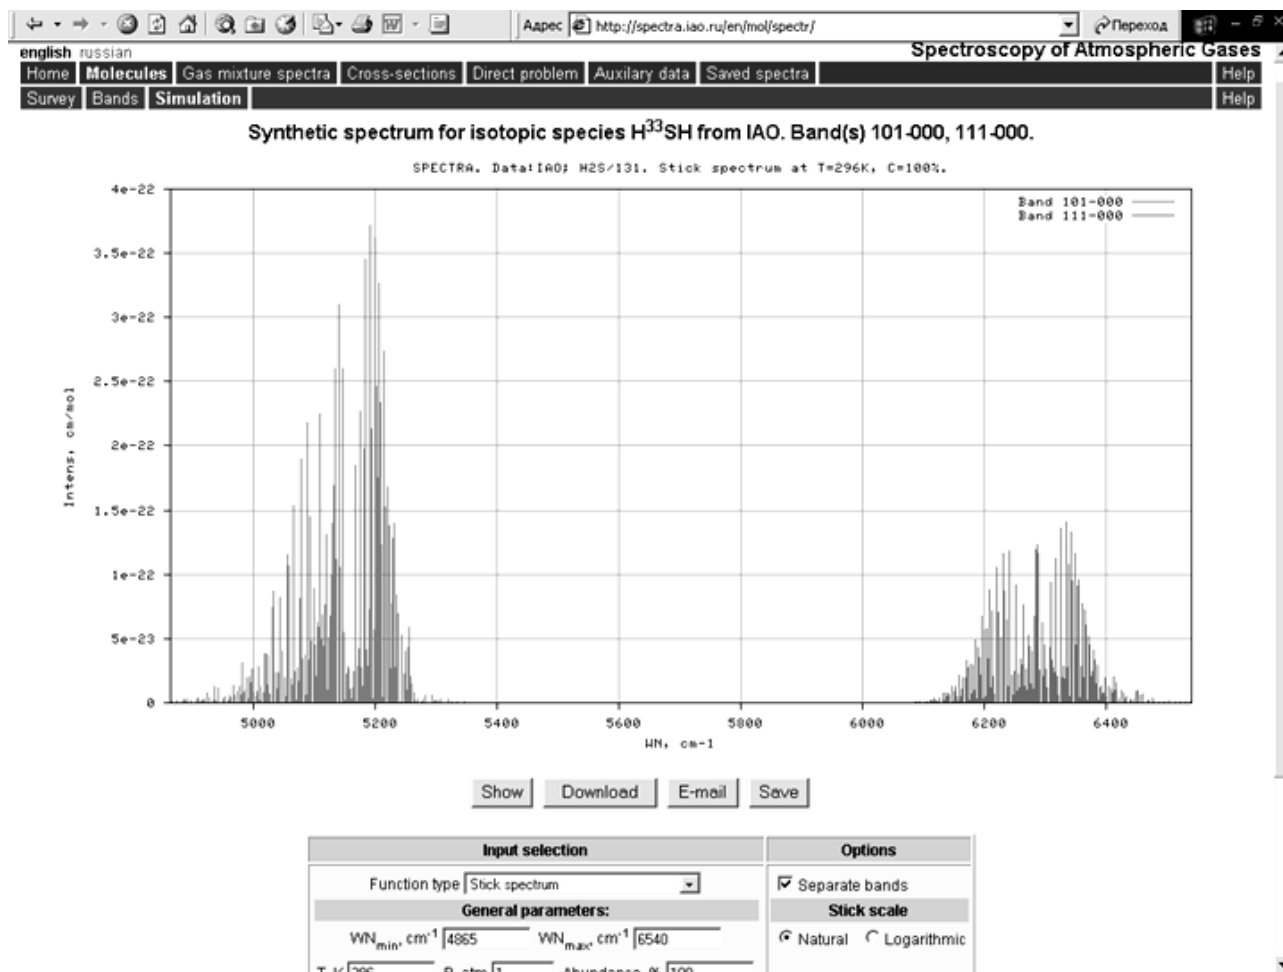 Адрес http://spectra.iao.ru/en/mol/spectr/ Переход
english russian Spectroscopy of Atmospheric Gases
Home Molecules Gas mixture spectra Cross-sections Direct problem Auxilary data Saved spectra Help
Survey Bands Simulation Help
Synthetic spectrum for isotopic species H33SH from IAO. Band(s) 101-000, 111-000.
SPECTRA. Data:IAO; H2S/131. Stick spectrum at T=296K, C=100%.
4e-22
Band 101-000
Band 111-000
3.5e-22
3e-22
2.5e-22
2e-22
1.5e-22
1e-22
5e-23
0
Intens, cm/mol
5000 5200 5400 5600 5800 6000 6200 6400
WN, cm-1
Show Download E-mail Save
Input selection Options
Function type Stick spectrum Separate bands
General parameters: Stick scale
WNmin, cm-1 4865 WNmax, cm-1 6540 Natural Logarithmic
T, K 296 P, atm 1 Abundance, % 100